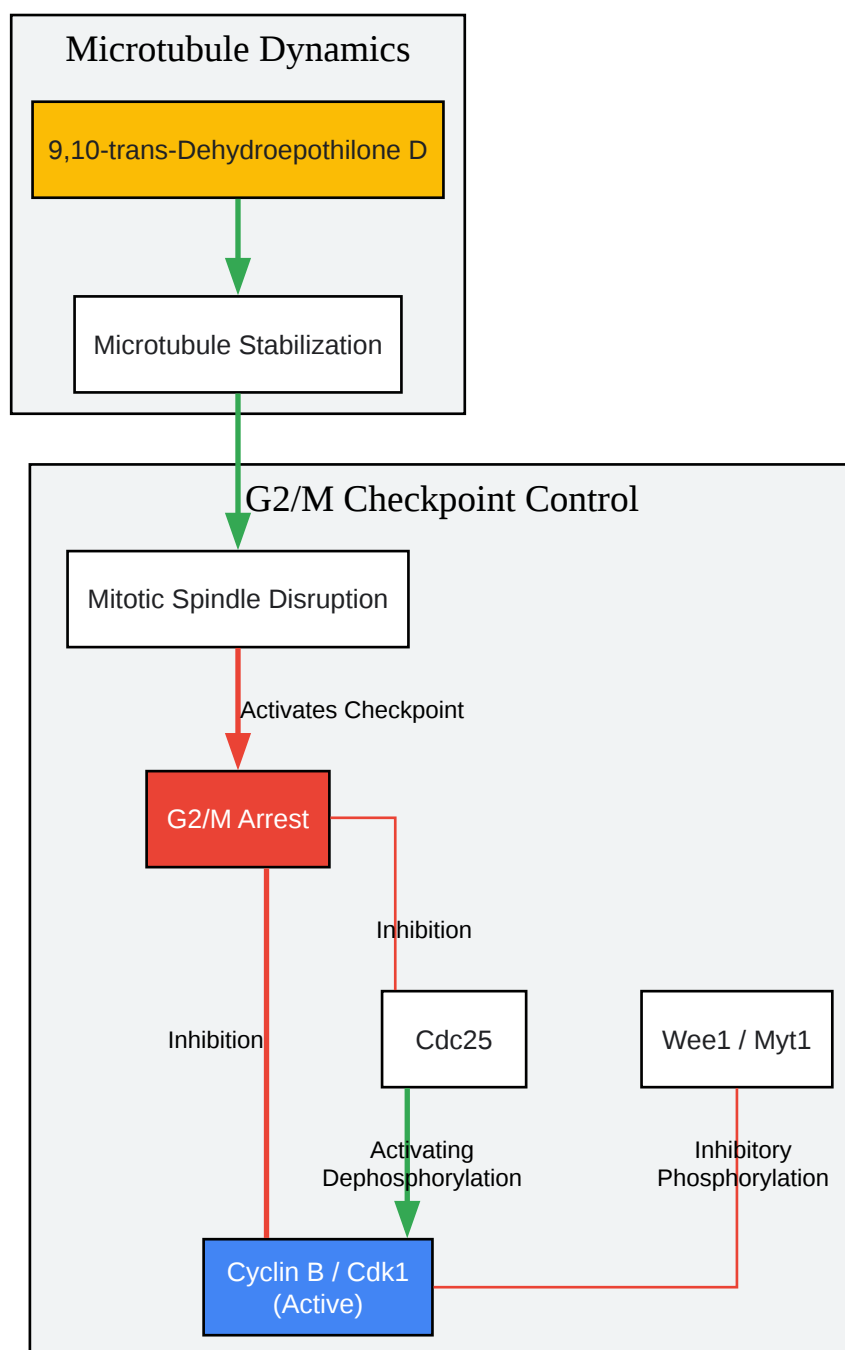 Microtubule Dynamics
9,10-trans-Dehydroepothilone D
Microtubule Stabilization
G2/M Checkpoint Control
Mitotic Spindle Disruption
Activates Checkpoint
G2/M Arrest
Inhibition
Inhibition
Cdc25
Wee1 / Myt1
Activating
Dephosphorylation
Inhibitory
Phosphorylation
Cyclin B / Cdk1
(Active)